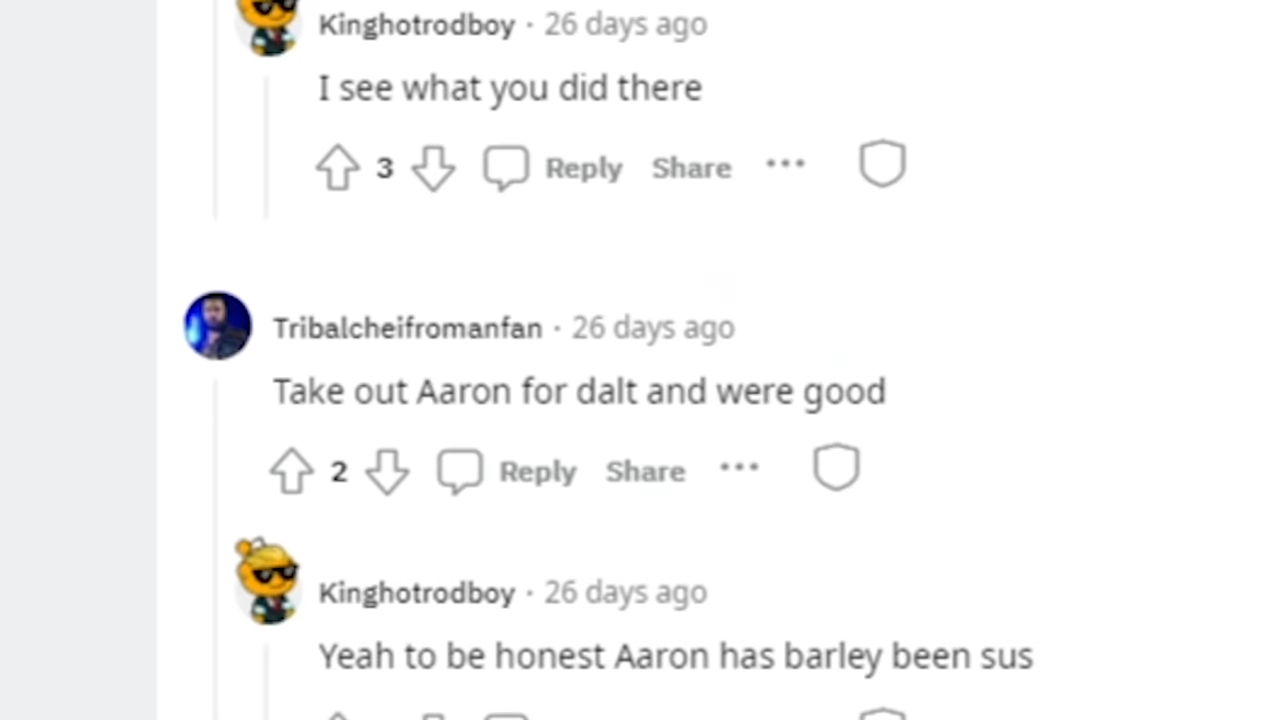 Kinghotrodboy · 26 days ago
I see what you did there
3 Reply Share ...
Tribalcheifromanfan · 26 days ago
Take out Aaron for dalt and were good
2 Reply Share ...
Kinghotrodboy · 26 days ago
Yeah to be honest Aaron has barley been sus